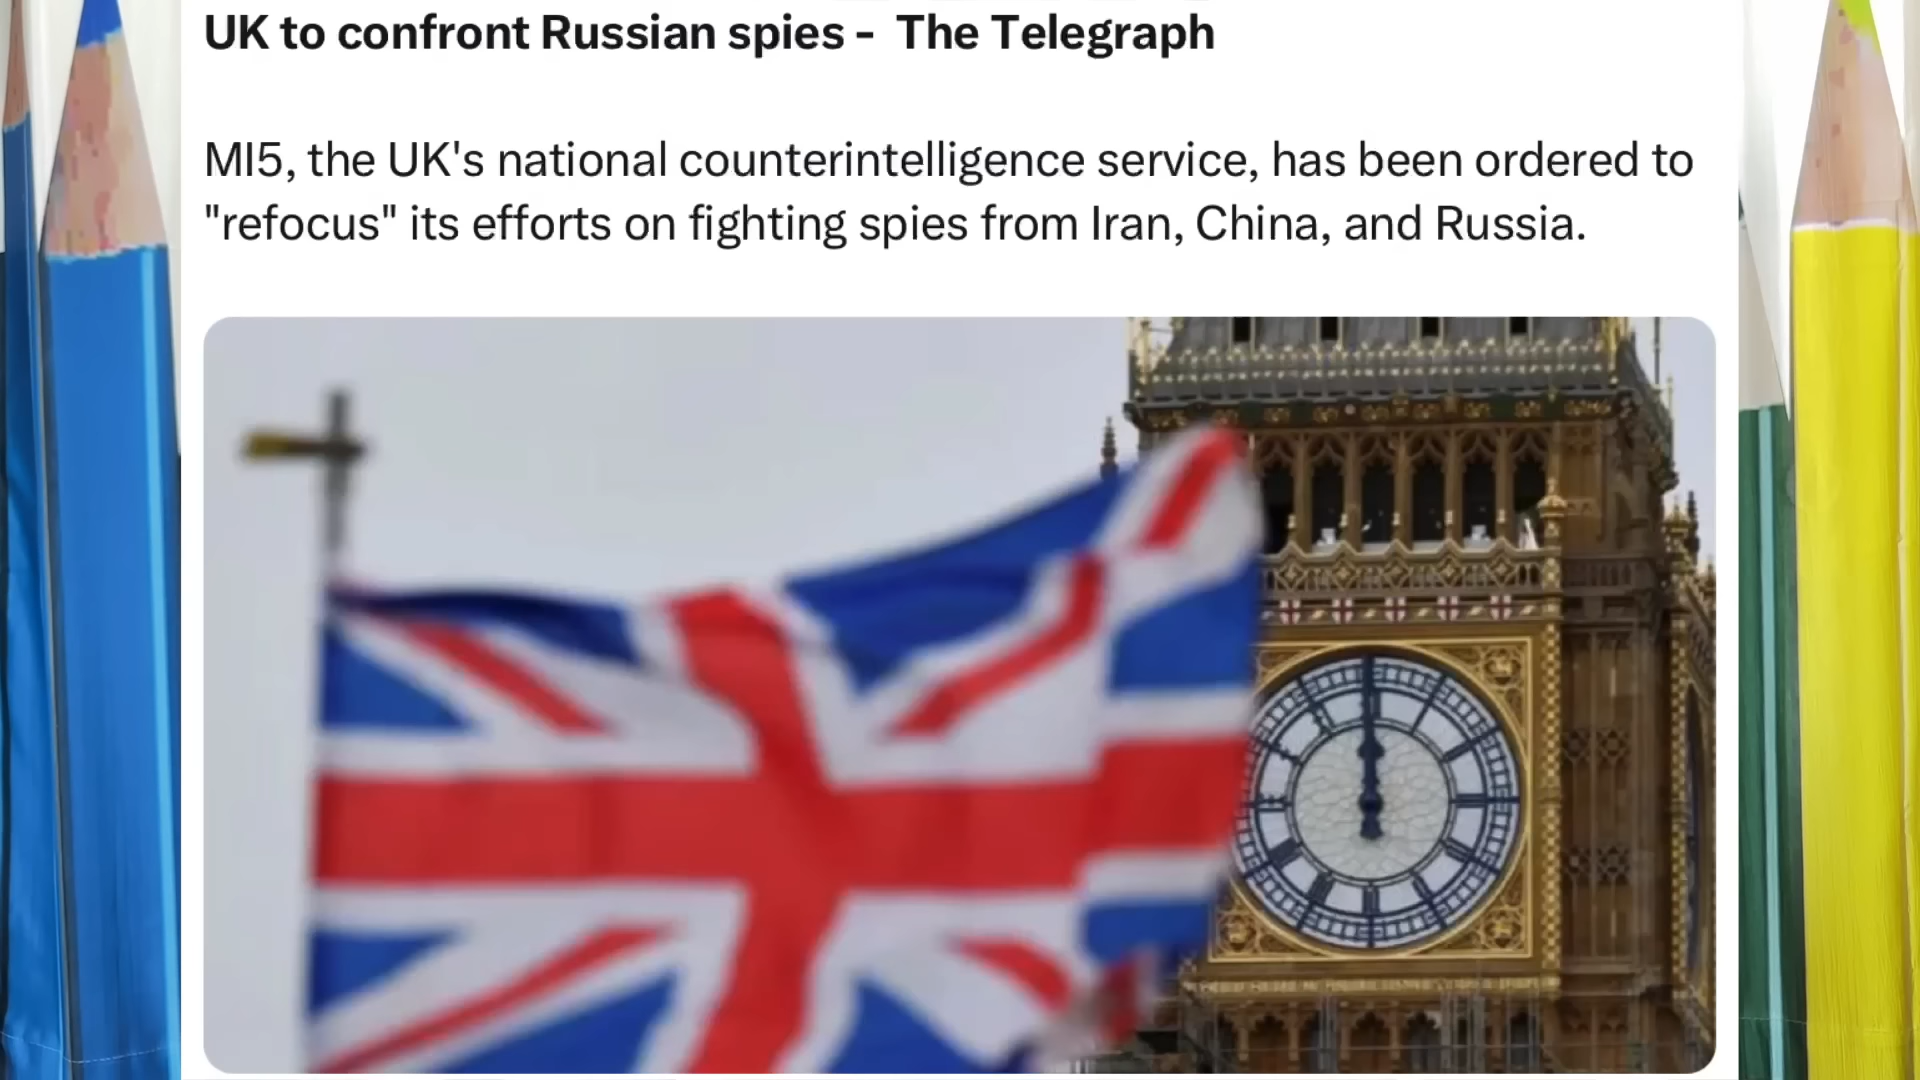 UK to confront Russian spies - The Telegraph
MI5, the UK's national counterintelligence service, has been ordered to
"refocus" its efforts on fighting spies from Iran, China, and Russia.